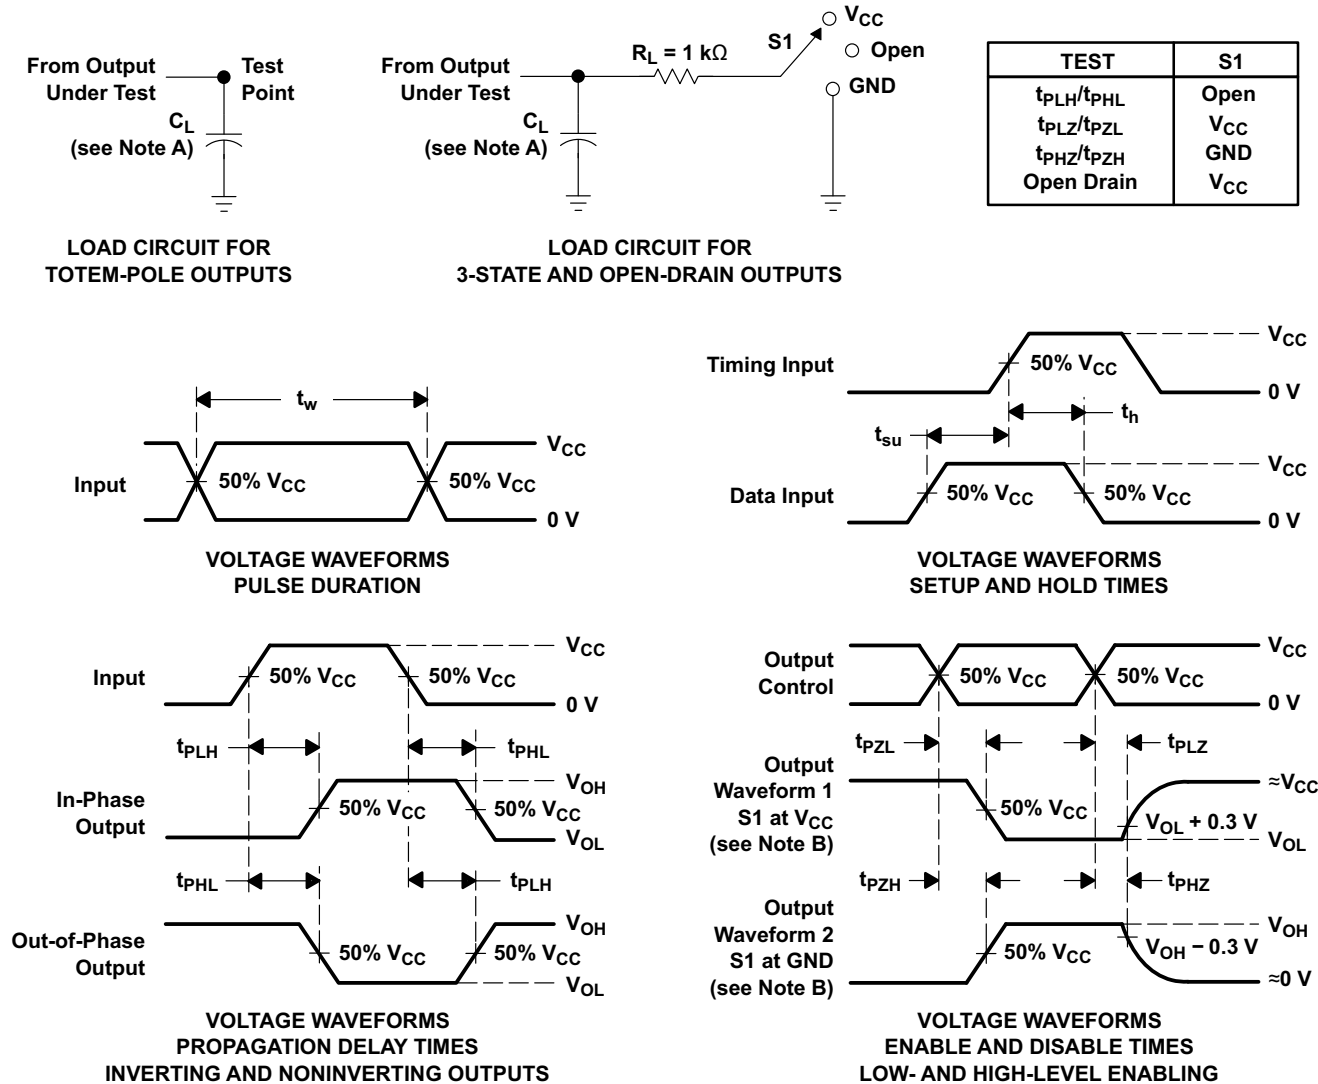 From Output
Under Test
Test
Point
CL
(see Note A)
LOAD CIRCUIT FOR
TOTEM-POLE OUTPUTS
From Output
Under Test
CL
(see Note A)
RL = 1 kΩ
S1
VCC
Open
GND
LOAD CIRCUIT FOR
3-STATE AND OPEN-DRAIN OUTPUTS
TEST S1
tPLH/tPHL Open
tPLZ/tPZL VCC
tPHZ/tPZH GND
Open Drain VCC
tw
Input
50% VCC
50% VCC
VCC
0 V
VOLTAGE WAVEFORMS
PULSE DURATION
Timing Input
50% VCC
VCC
0 V
tsu
th
Data Input
50% VCC
50% VCC
VCC
0 V
VOLTAGE WAVEFORMS
SETUP AND HOLD TIMES
Input
50% VCC
50% VCC
VCC
0 V
tPLH
tPHL
In-Phase
Output
50% VCC
50% VCC
VOH
VOL
tPHL
tPLH
Out-of-Phase
Output
50% VCC
50% VCC
VOH
VOL
VOLTAGE WAVEFORMS
PROPAGATION DELAY TIMES
INVERTING AND NONINVERTING OUTPUTS
Output
Control
50% VCC
50% VCC
VCC
0 V
tPZL
tPLZ
Output
Waveform 1
S1 at VCC
(see Note B)
50% VCC
≈VCC
VOL + 0.3 V
VOL
tPZH
tPHZ
Output
Waveform 2
S1 at GND
(see Note B)
50% VCC
VOH
VOH − 0.3 V
≈0 V
VOLTAGE WAVEFORMS
ENABLE AND DISABLE TIMES
LOW- AND HIGH-LEVEL ENABLING